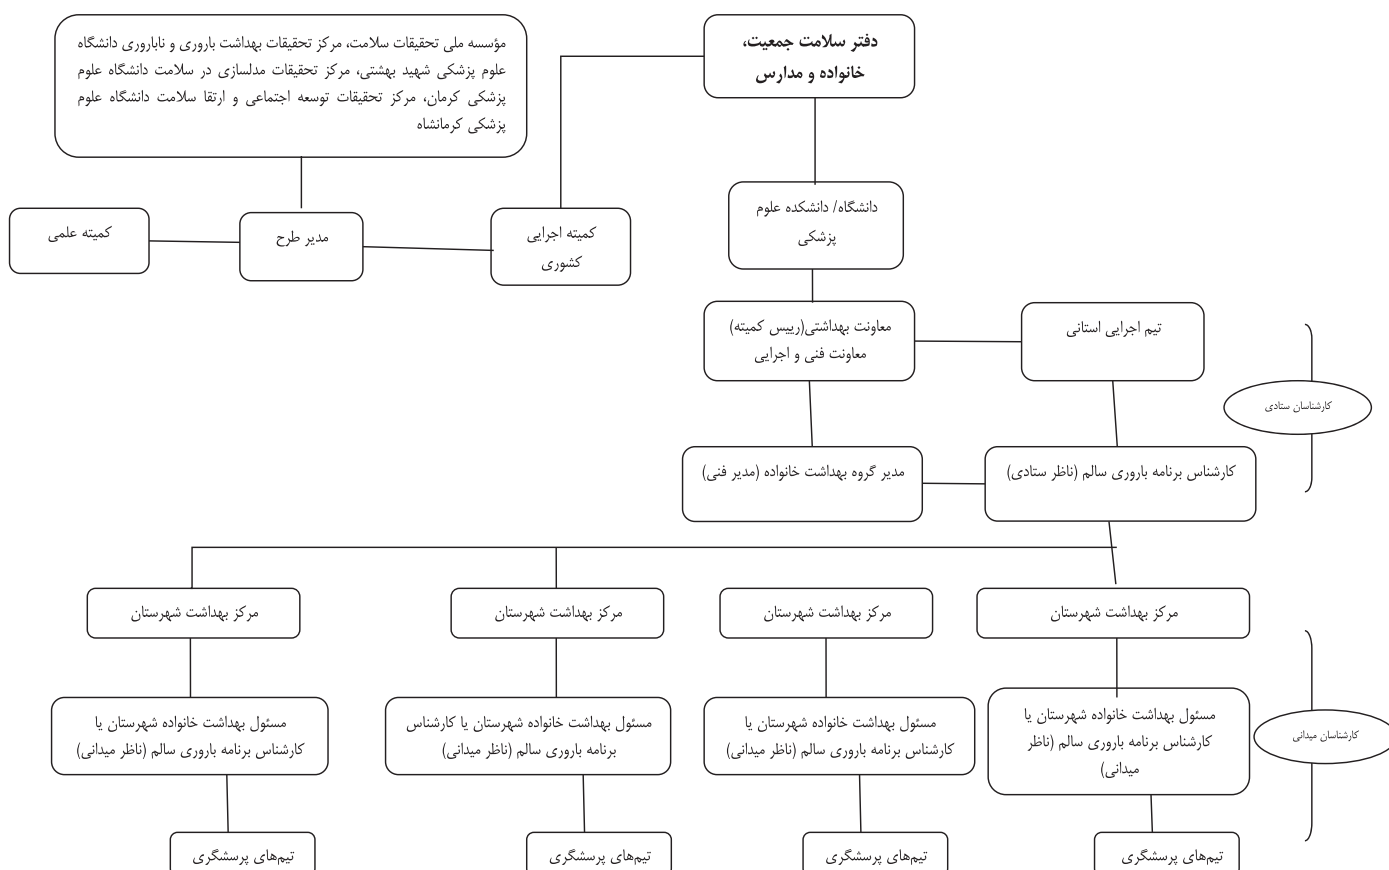 دفتر سلامت جمعیت،
خانواده و مدارس
مؤسسه ملی تحقیقات سلامت، مرکز تحقیقات بهداشت باروری و ناباروری دانشگاه
علوم پزشکی شهید بهشتی، مرکز تحقیقات مدلسازی در سلامت دانشگاه علوم
پزشکی کرمان، مرکز تحقیقات توسعه اجتماعی و ارتقا سلامت دانشگاه علوم
پزشکی کرمانشاه
دانشگاه/ دانشکده علوم
پزشکی
کمیته اجرایی
کشوری
مدیر طرح
کمیته علمی
تیم اجرایی استانی
معاونت بهداشتی(رییس کمیته)
معاونت فنی و اجرایی
کارشناسان ستادی
کارشناس برنامه باروری سالم (ناظر ستادی)
مدیر گروه بهداشت خانواده (مدیر فنی)
مرکز بهداشت شهرستان
مرکز بهداشت شهرستان
مرکز بهداشت شهرستان
مرکز بهداشت شهرستان
کارشناسان میدانی
مسئول بهداشت خانواده شهرستان یا
کارشناس برنامه باروری سالم (ناظر
میدانی)
مسئول بهداشت خانواده شهرستان یا
کارشناس برنامه باروری سالم (ناظر میدانی)
مسئول بهداشت خانواده شهرستان یا کارشناس
برنامه باروری سالم (ناظر میدانی)
مسئول بهداشت خانواده شهرستان یا
کارشناس برنامه باروری سالم (ناظر میدانی)
تیم‌های پرسشگری
تیم‌های پرسشگری
تیم‌های پرسشگری
تیم‌های پرسشگری